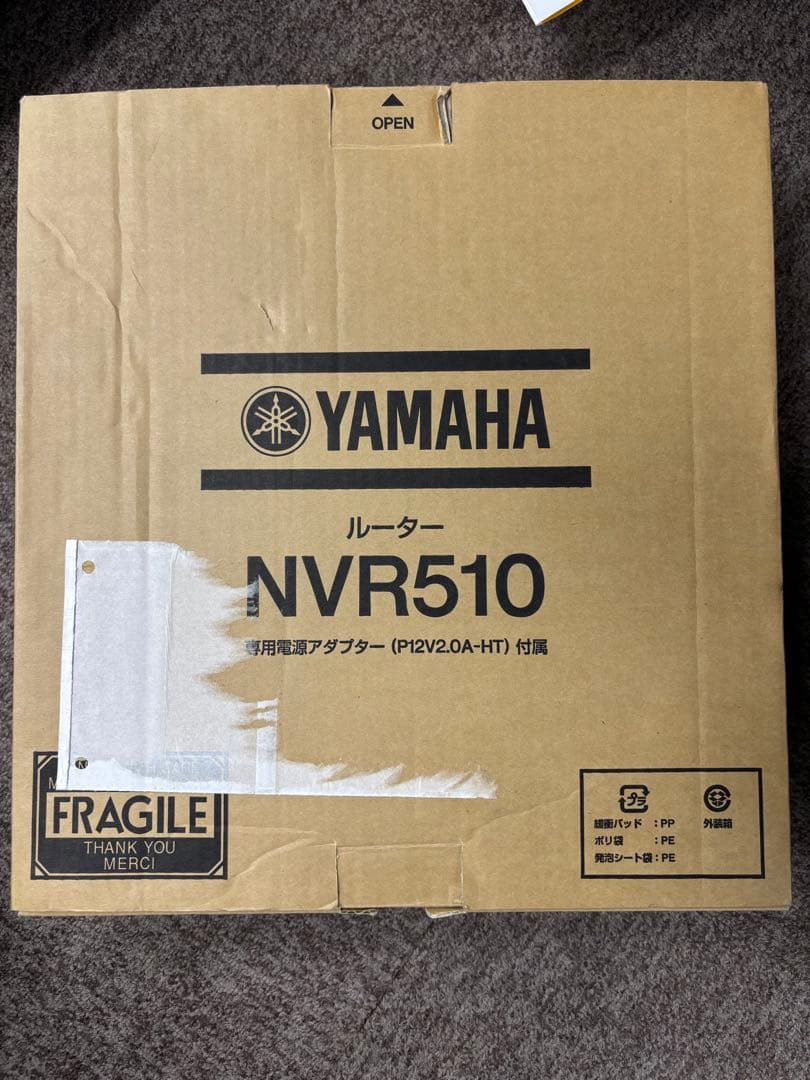 OPEN
YAMAHA
ルーター
NVR510
専用電源アダプター (P12V2.0A-HT) 付属
FRAGILE
THANK YOU
MERCI
プラ
緩衝パッド :PP
ポリ袋 :PE
発泡シート袋:PE
外装箱